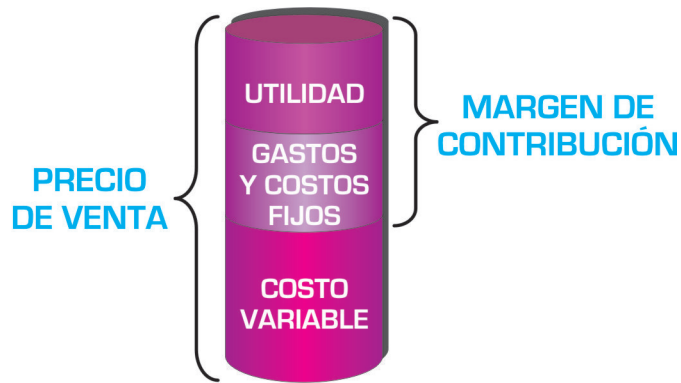 PRECIO
DE VENTA
UTILIDAD
GASTOS
Y COSTOS
FIJOS
COSTO
VARIABLE
MARGEN DE
CONTRIBUCIÓN